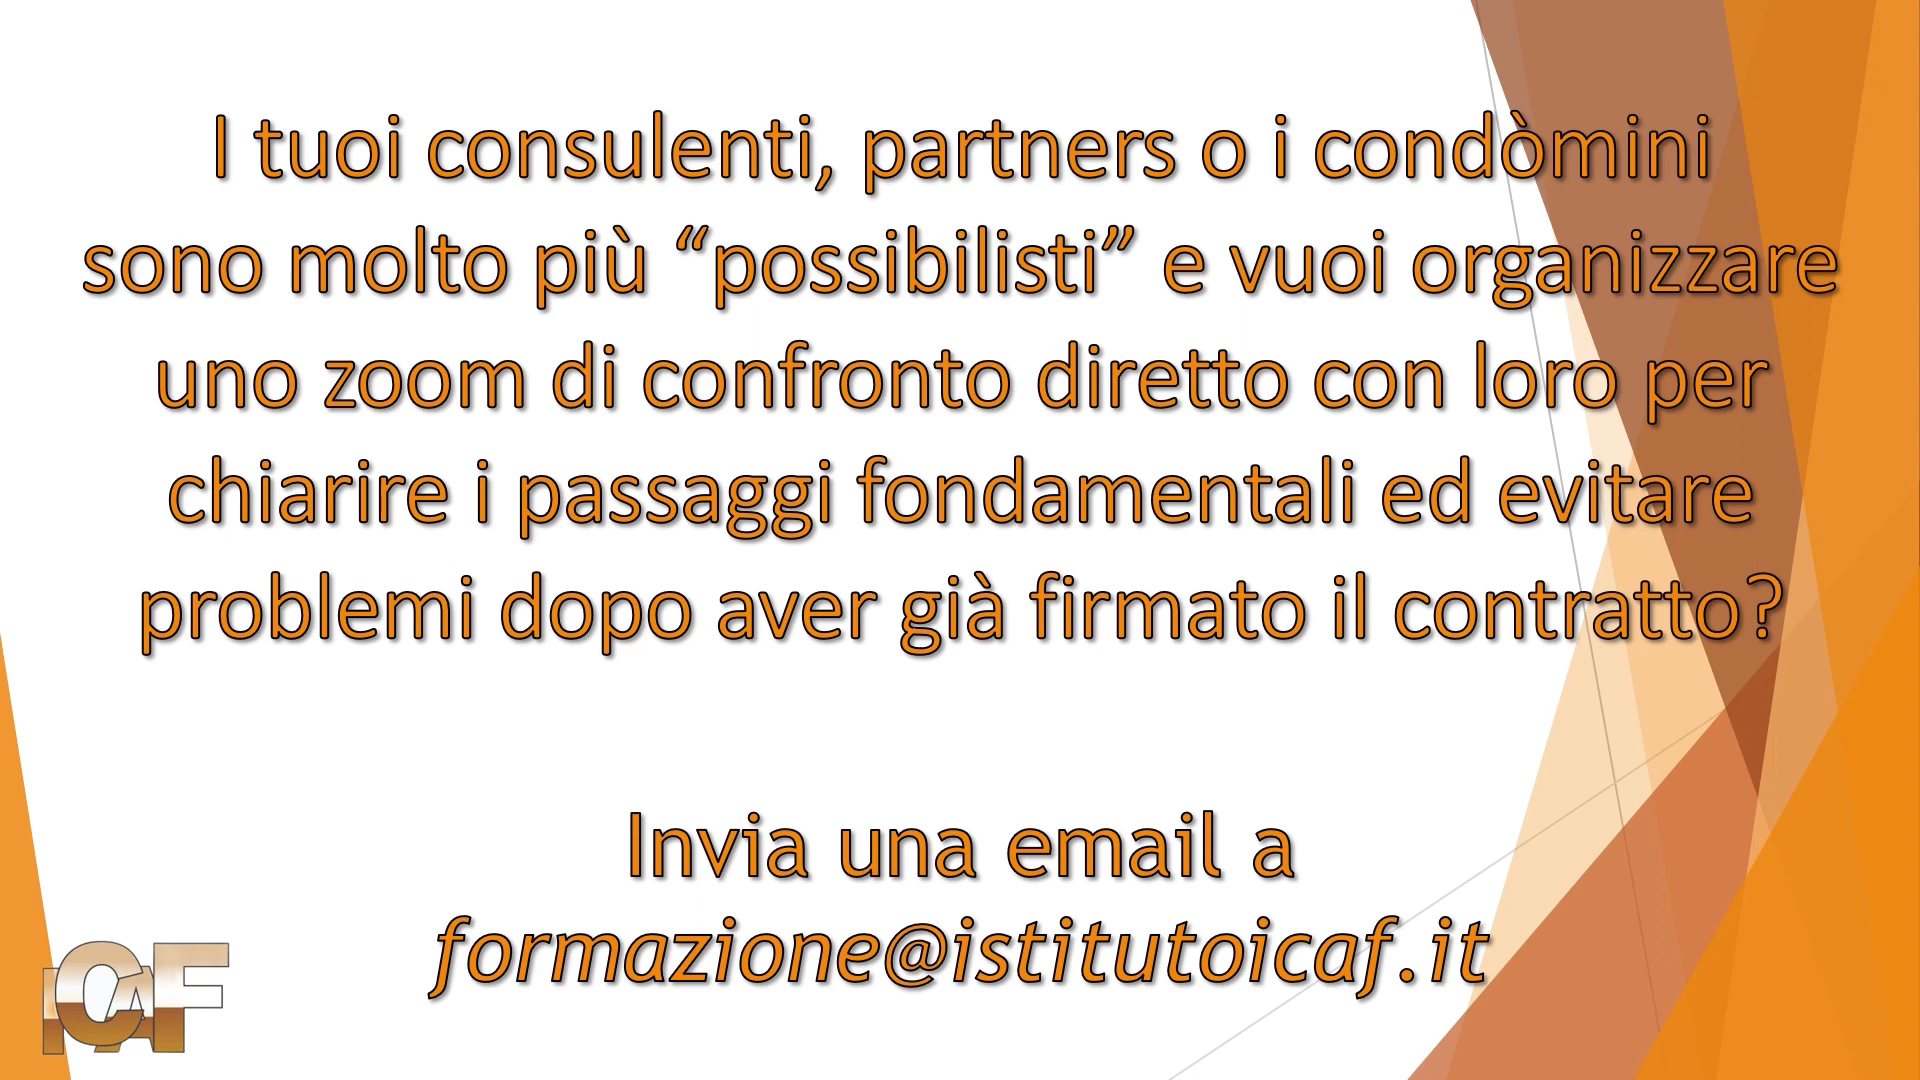 I tuoi consulenti, partners o i condòmini
sono molto più “possibilisti” e vuoi organizzare
uno zoom di confronto diretto con loro per
chiarire i passaggi fondamentali ed evitare
problemi dopo aver già firmato il contratto?
Invia una email a
formazione@istitutoicaf.it
ICAF